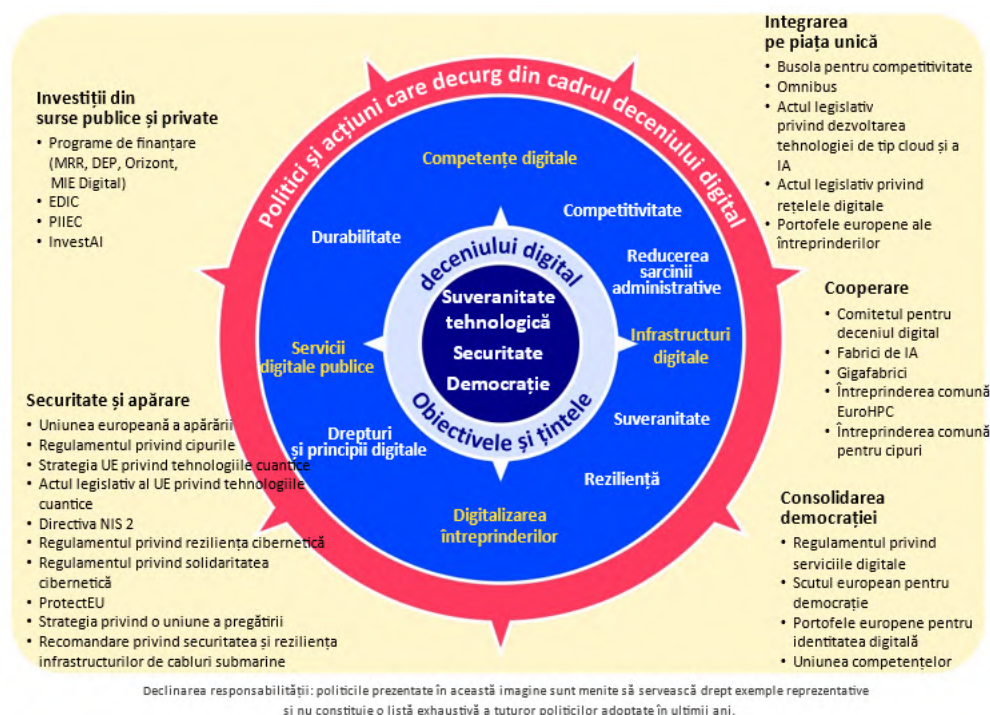 Integrarea
pe piața unică
• Busola pentru competitivitate
• Omnibus
• Actul legislativ
privind dezvoltarea
tehnologiei de tip cloud și a
IA
• Actul legislativ privind
rețelele digitale
• Portofele europene ale
întreprinderilor
Investiții din
surse publice și private
• Programe de finanțare
(MRR, DEP, Orizont,
MIE Digital)
• EDIC
• PIIEC
• InvestAI
Politici și acțiuni care decurg din cadrul deceniului digital
Competențe digitale
Competitivitate
Durabilitate
Reducerea
sarcinii
administrative
deceniului digital
Suveranitate
tehnologică
Securitate
Democrație
Obiectivele și țintele
Servicii
digitale publice
Infrastructuri
digitale
Suveranitate
Drepturi
și principii digitale
Reziliență
Digitalizarea
întreprinderilor
Cooperare
• Comitetul pentru
deceniul digital
• Fabrici de IA
• Gigafabrici
• Întreprinderea comună
EuroHPC
• Întreprinderea comună
pentru cipuri
Securitate și apărare
• Uniunea europeană a apărării
• Regulamentul privind cipurile
• Strategia UE privind tehnologiile cuantice
• Actul legislativ al UE privind tehnologiile
cuantice
• Directiva NIS 2
• Regulamentul privind reziliența cibernetică
• Regulamentul privind solidaritatea
cibernetică
• ProtectEU
• Strategia privind o uniune a pregătirii
• Recomandare privind securitatea și reziliența
infrastructurilor de cabluri submarine
Consolidarea
democrației
• Regulamentul privind
serviciile digitale
• Scutul european pentru
democrație
• Portofele europene pentru
identitatea digitală
• Uniunea competențelor
Declinarea responsabilității: politicile prezentate în această imagine sunt menite să servească drept exemple reprezentative
și nu constituie o listă exhaustivă a tuturor politicilor adoptate în ultimii ani.